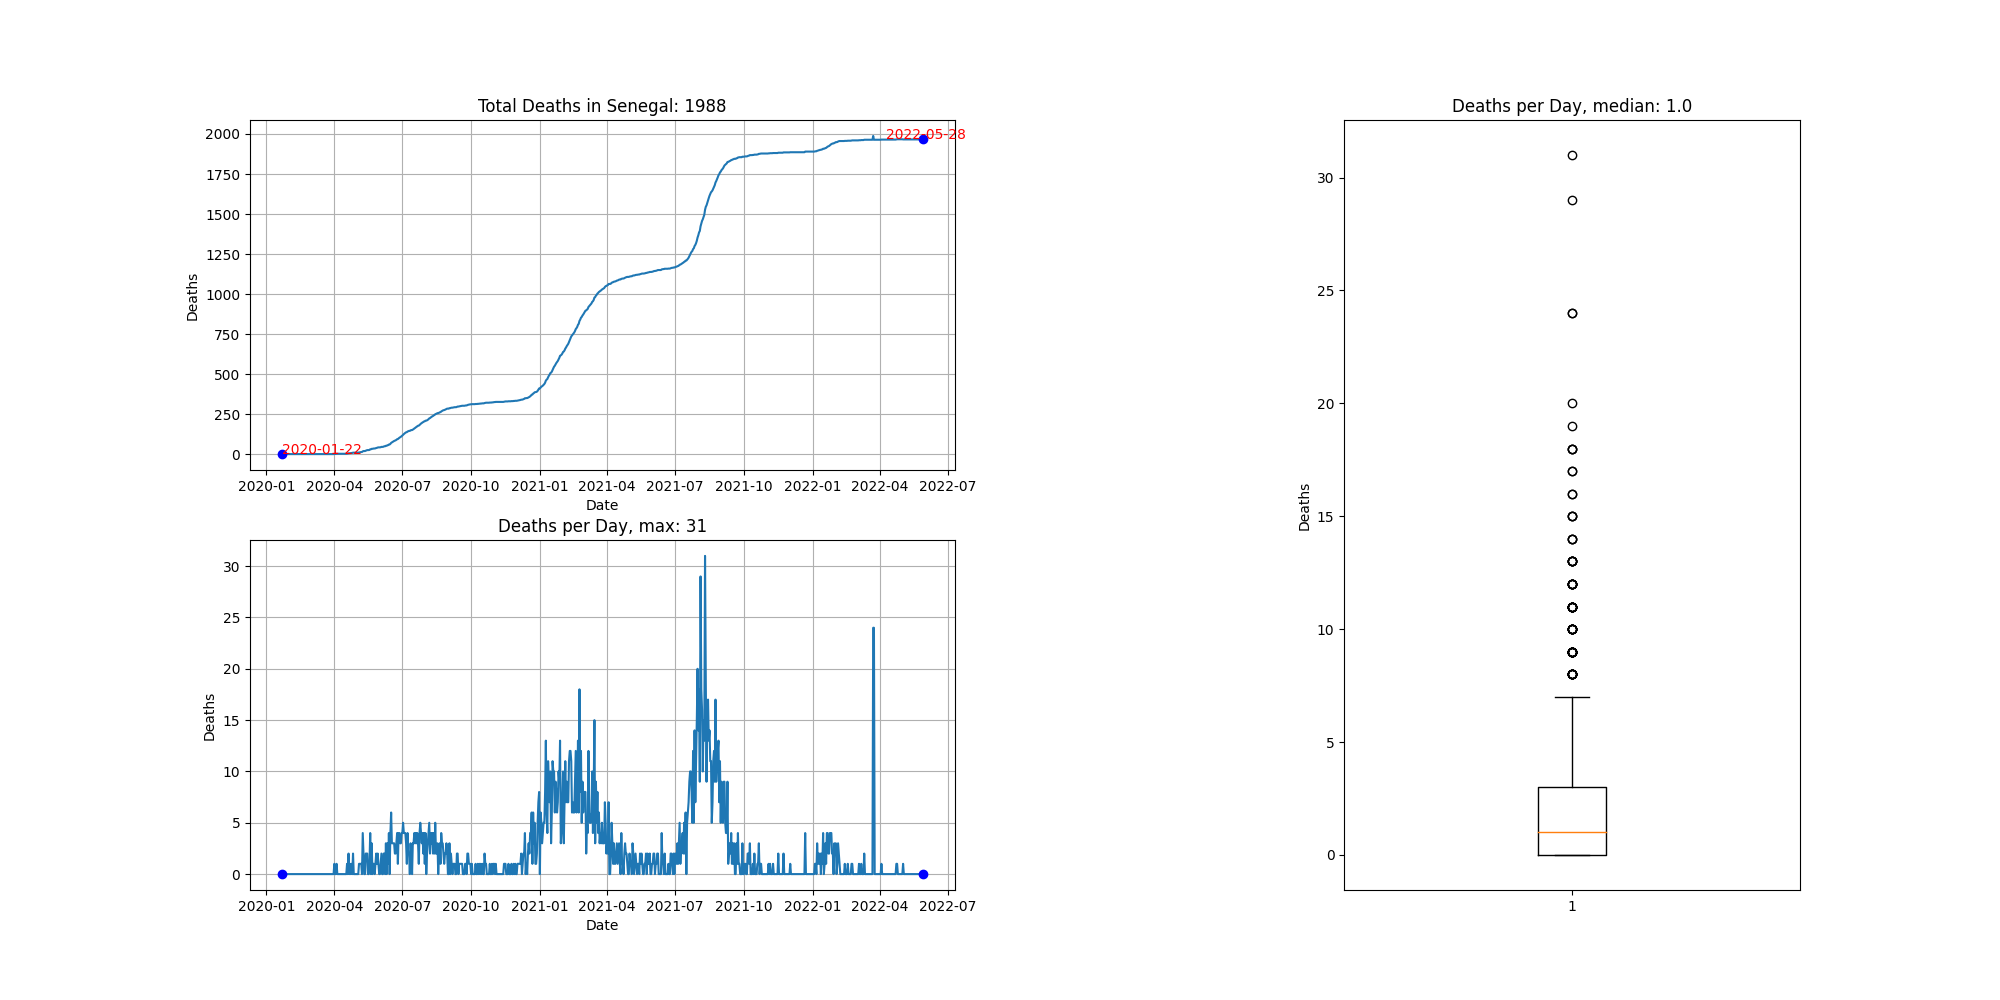 Total Deaths in Senegal: 1988
Deaths
2000
1750
1500
1250
1000
750
500
250
0
2020-01-22
2022-05-28
2020-01 2020-04 2020-07 2020-10 2021-01 2021-04 2021-07 2021-10 2022-01 2022-04 2022-07
Date
Deaths per Day, max: 31
Deaths
30
25
20
15
10
5
0
2020-01 2020-04 2020-07 2020-10 2021-01 2021-04 2021-07 2021-10 2022-01 2022-04 2022-07
Date
Deaths per Day, median: 1.0
Deaths
30
25
20
15
10
5
0
1